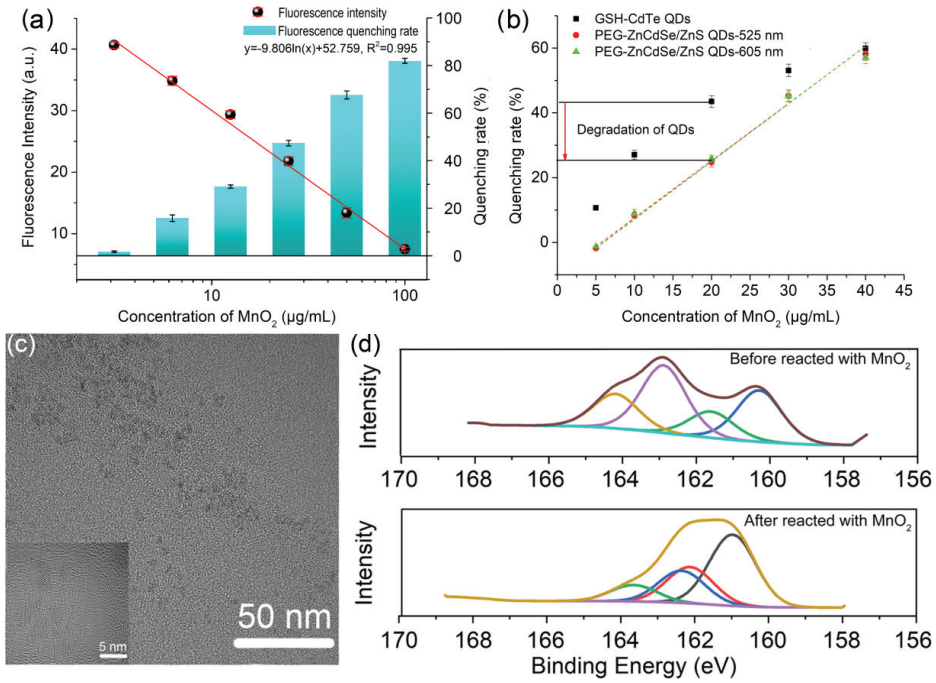 (a)
Fluorescence intensity
Fluorescence quenching rate
y=-9.806ln(x)+52.759, R²=0.995
Fluorescence Intensity (a.u.)
40
30
20
10
100
90
80
70
60
50
40
30
20
10
0
Quenching rate (%)
10
100
Concentration of MnO₂ (μg/mL)
(b)
GSH-CdTe QDs
PEG-ZnCdSe/ZnS QDs-525 nm
PEG-ZnCdSe/ZnS QDs-605 nm
Degradation of QDs
Quenching rate (%)
60
40
20
0
0 5 10 15 20 25 30 35 40 45
Concentration of MnO₂ (μg/mL)
(c)
5 nm
50 nm
(d)
Before reacted with MnO₂
Intensity
170 168 166 164 162 160 158 156
After reacted with MnO₂
Intensity
170 168 166 164 162 160 158 156
Binding Energy (eV)